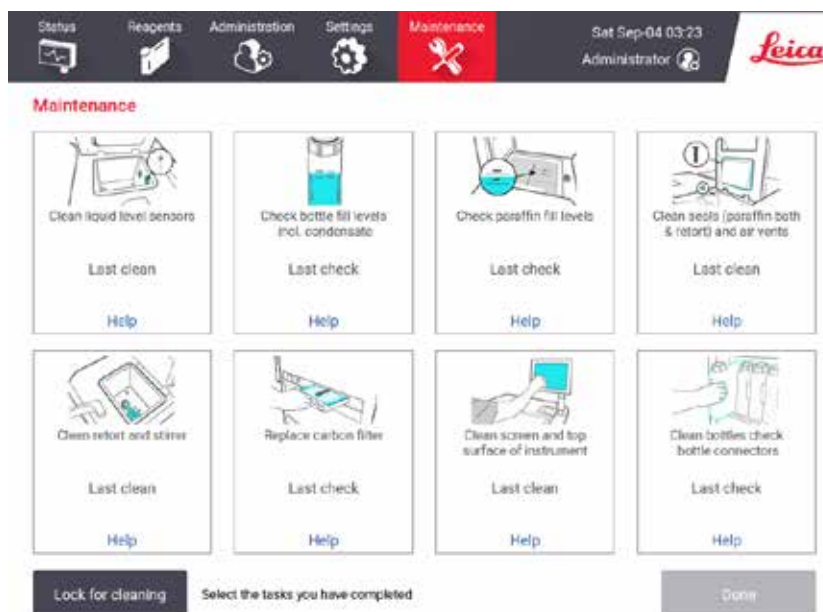 Status
Reagents
Administration
Settings
Maintenance
Sat Sep-04 03:23
Administrator
Leica
Maintenance
Clean liquid level sensors
Last clean
Help
Check bottle fill levels
incl. condensate
Last check
Help
Check paraffin fill levels
Last check
Help
Clean seals (paraffin bath
& retort) and air vents
Last clean
Help
Clean retort and stirrer
Last clean
Help
Replace carbon filter
Last check
Help
Clean screen and top
surface of instrument
Last clean
Help
Clean bottles check
bottle connectors
Last check
Help
Lock for cleaning
Select the tasks you have completed
Done